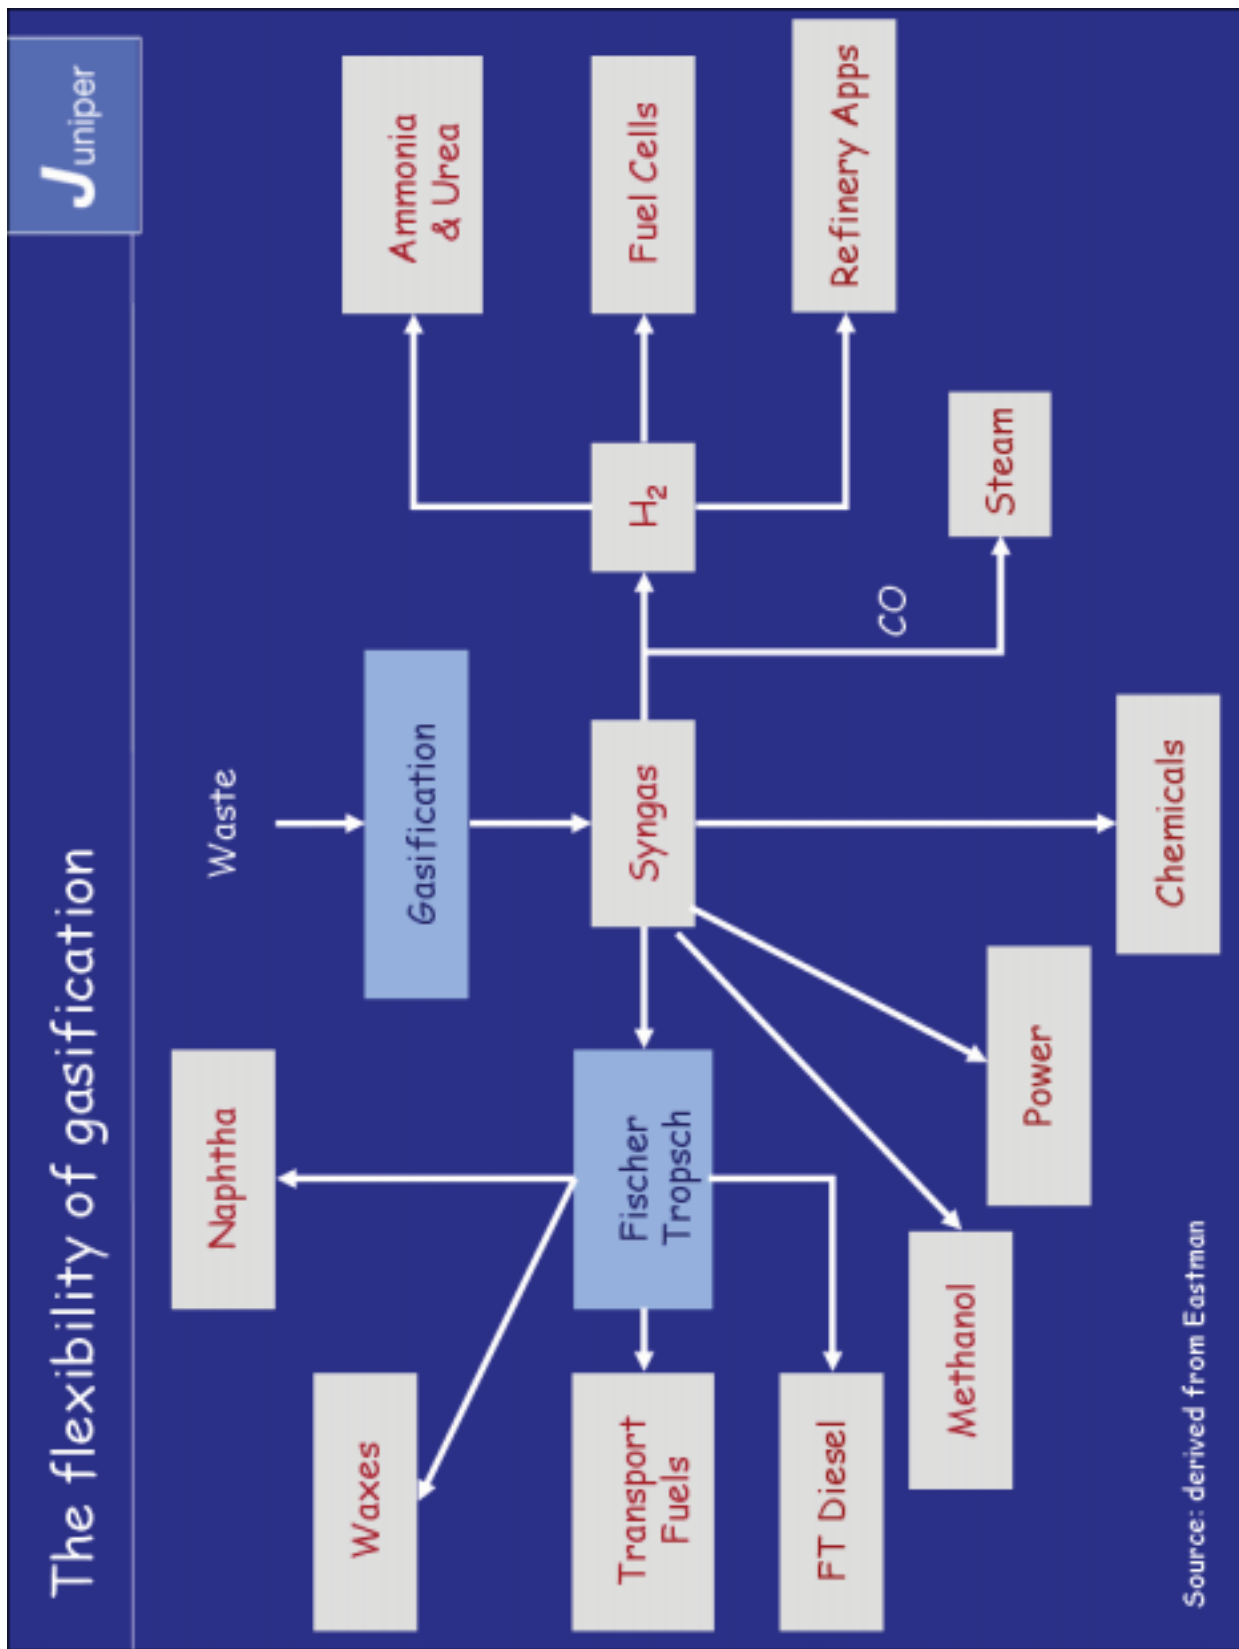 The flexibility of gasification
Juniper
Waste
Naphtha
Gasification
Ammonia
& Urea
Waxes
Fischer
Tropsch
Syngas
H₂
Fuel Cells
Transport
Fuels
CO
Refinery Apps
FT Diesel
Steam
Methanol
Power
Chemicals
Source: derived from Eastman